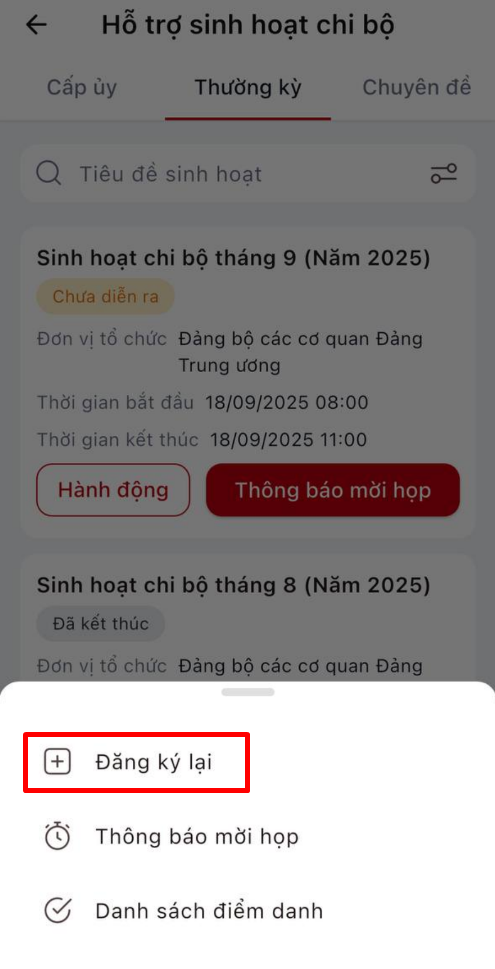 Hỗ trợ sinh hoạt chi bộ
Cấp ủy Thường kỳ Chuyên đề
Tiêu đề sinh hoạt
Sinh hoạt chi bộ tháng 9 (Năm 2025)
Chưa diễn ra
Đơn vị tổ chức Đảng bộ các cơ quan Đảng
Trung ương
Thời gian bắt đầu 18/09/2025 08:00
Thời gian kết thúc 18/09/2025 11:00
Hành động Thông báo mời họp
Sinh hoạt chi bộ tháng 8 (Năm 2025)
Đã kết thúc
Đơn vị tổ chức Đảng bộ các cơ quan Đảng
Đăng ký lại
Thông báo mời họp
Danh sách điểm danh